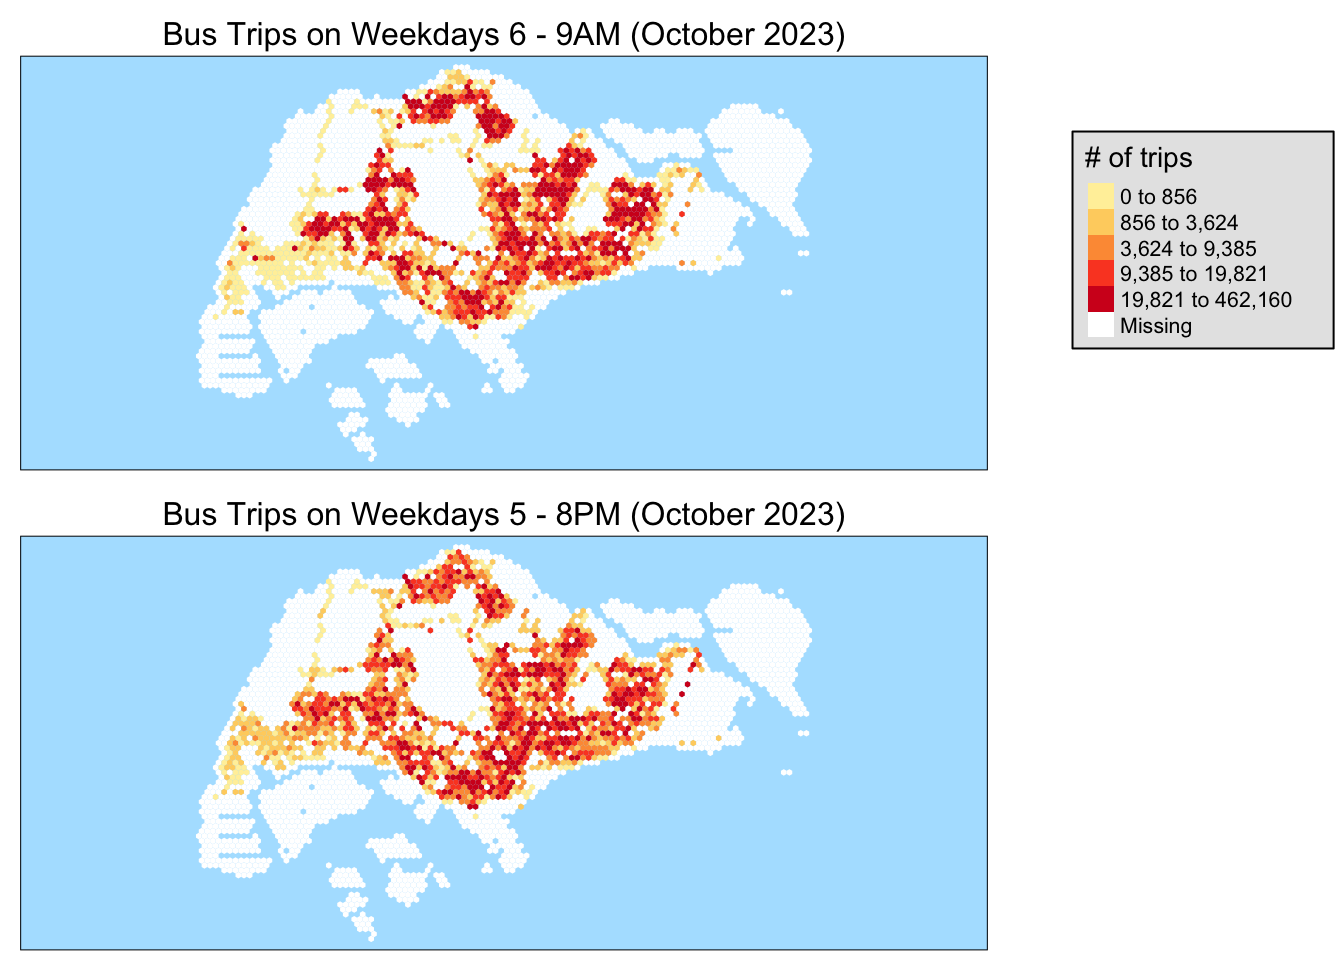 Bus Trips on Weekdays 6 - 9AM (October 2023)
# of trips
0 to 856
856 to 3,624
3,624 to 9,385
9,385 to 19,821
19,821 to 462,160
Missing
Bus Trips on Weekdays 5 - 8PM (October 2023)